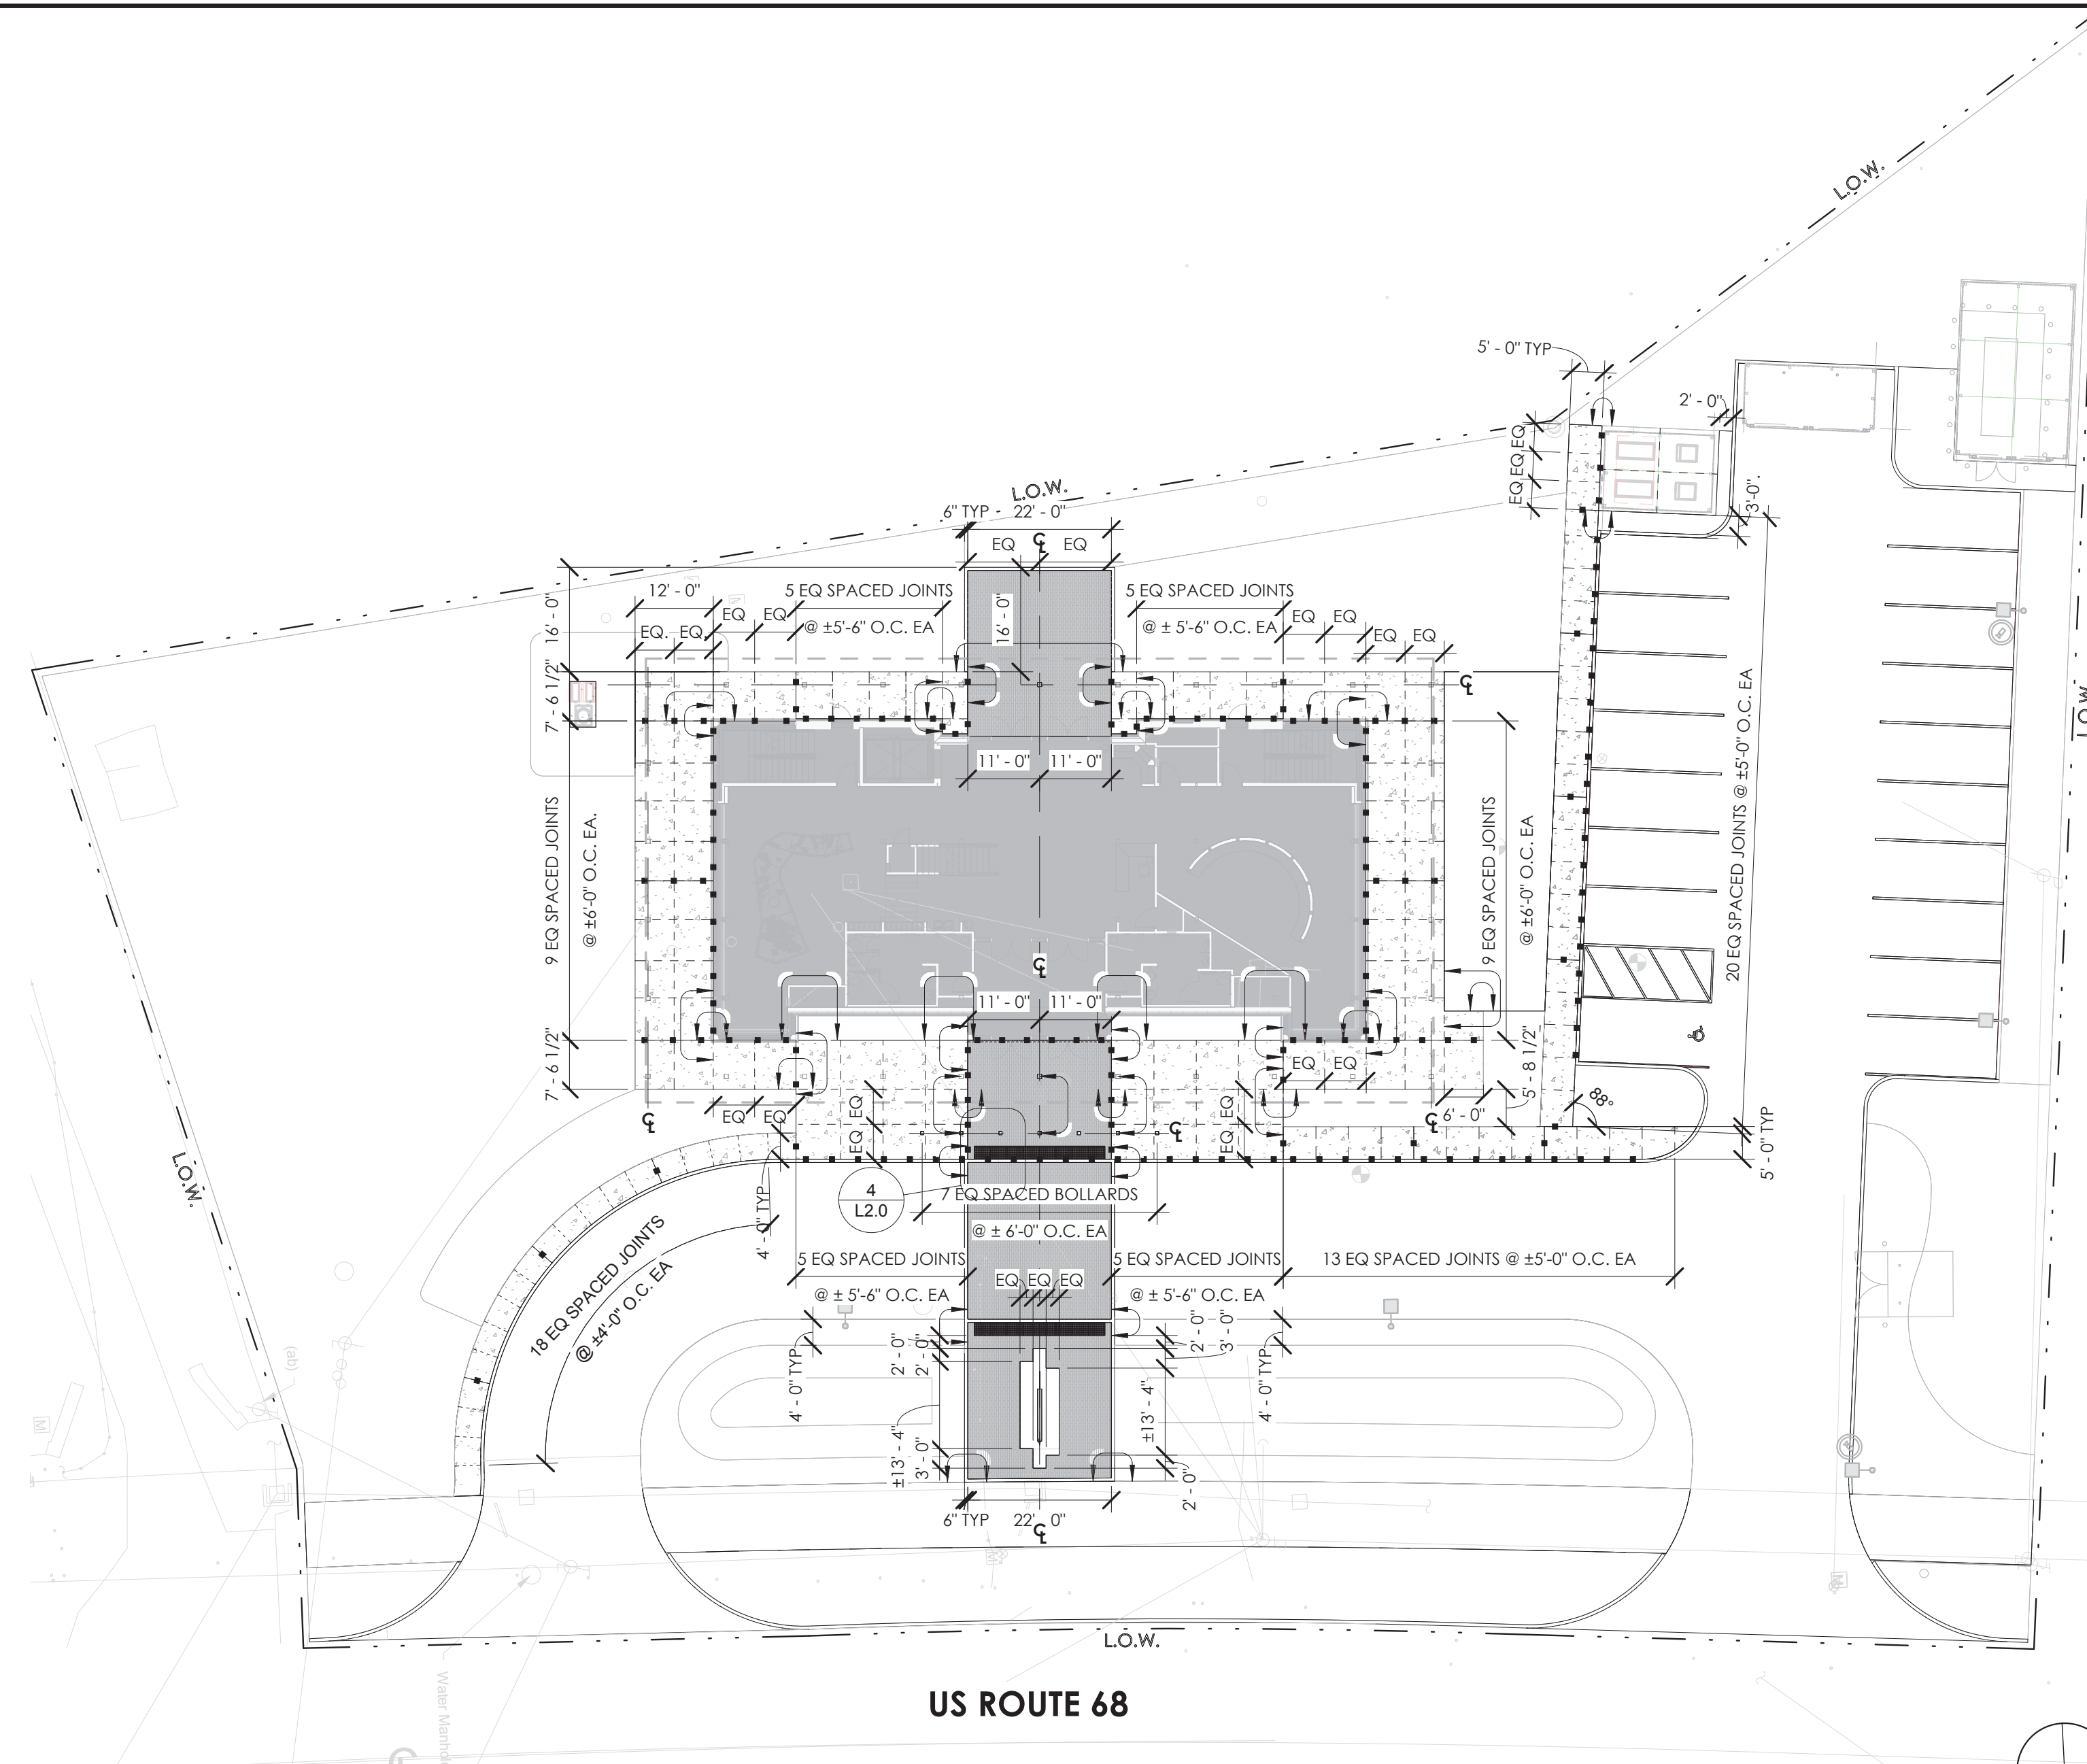 L.O.W.
5' - 0" TYP
2' - 0"
EQ EQ EQ
3'-0".
L.O.W.
6" TYP
22' - 0"
℄
EQ
EQ
12' - 0"
5 EQ SPACED JOINTS
@ ±5'-6" O.C. EA
5 EQ SPACED JOINTS
@ ± 5'-6" O.C. EA
EQ
EQ
EQ
EQ
EQ.
EQ.
EQ
EQ
16' - 0"
16' - 0"
7' - 6 1/2"
℄
L.O.W.
11' - 0"
11' - 0"
9 EQ SPACED JOINTS
@ ±6'-0" O.C. EA.
9 EQ SPACED JOINTS
@ ±6'-0" O.C. EA
20 EQ SPACED JOINTS @ ±5'-0" O.C. EA
℄
11' - 0"
11' - 0"
7' - 6 1/2"
EQ
EQ
5' - 8 1/2"
88°
6' - 0"
℄
EQ
EQ
EQ EQ
EQ EQ
℄
℄
5' - 0" TYP
L.O.W.
4
L2.0
7 EQ SPACED BOLLARDS
@ ± 6'-0" O.C. EA
4' - 0" TYP
18 EQ SPACED JOINTS
@ ±4'-0" O.C. EA
5 EQ SPACED JOINTS
@ ± 5'-6" O.C. EA
5 EQ SPACED JOINTS
@ ± 5'-6" O.C. EA
13 EQ SPACED JOINTS @ ±5'-0" O.C. EA
EQ
EQ
EQ
4' - 0" TYP
2' - 0"
2' - 0"
2' - 0"
3' - 0"
4' - 0" TYP
±13' - 4"
3' - 0"
±13' - 4"
2' - 0"
6" TYP
22' - 0"
℄
(ab)
M
M
M
M
L.O.W.
Water Manhol
US ROUTE 68